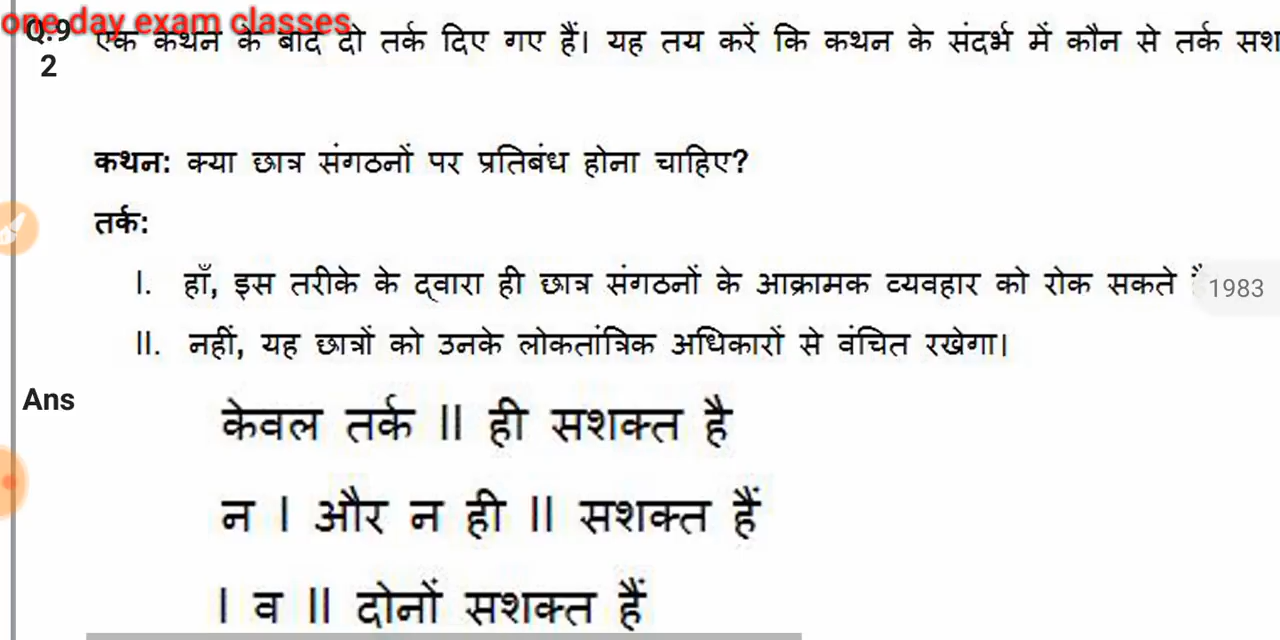 one day exam classes
Q.9 एक कथन के बाद दो तर्क दिए गए हैं। यह तय करें कि कथन के संदर्भ में कौन से तर्क
2
कथन: क्या छात्र संगठनों पर प्रतिबंध होना चाहिए?
तर्क:
I. हाँ, इस तरीके के द्वारा ही छात्र संगठनों के आक्रामक व्यवहार को रोक सकते
1983
II. नहीं, यह छात्रों को उनके लोकतांत्रिक अधिकारों से वंचित रखेगा।
Ans
केवल तर्क II ही सशक्त है
न I और न ही II सशक्त हैं
I व II दोनों सशक्त हैं